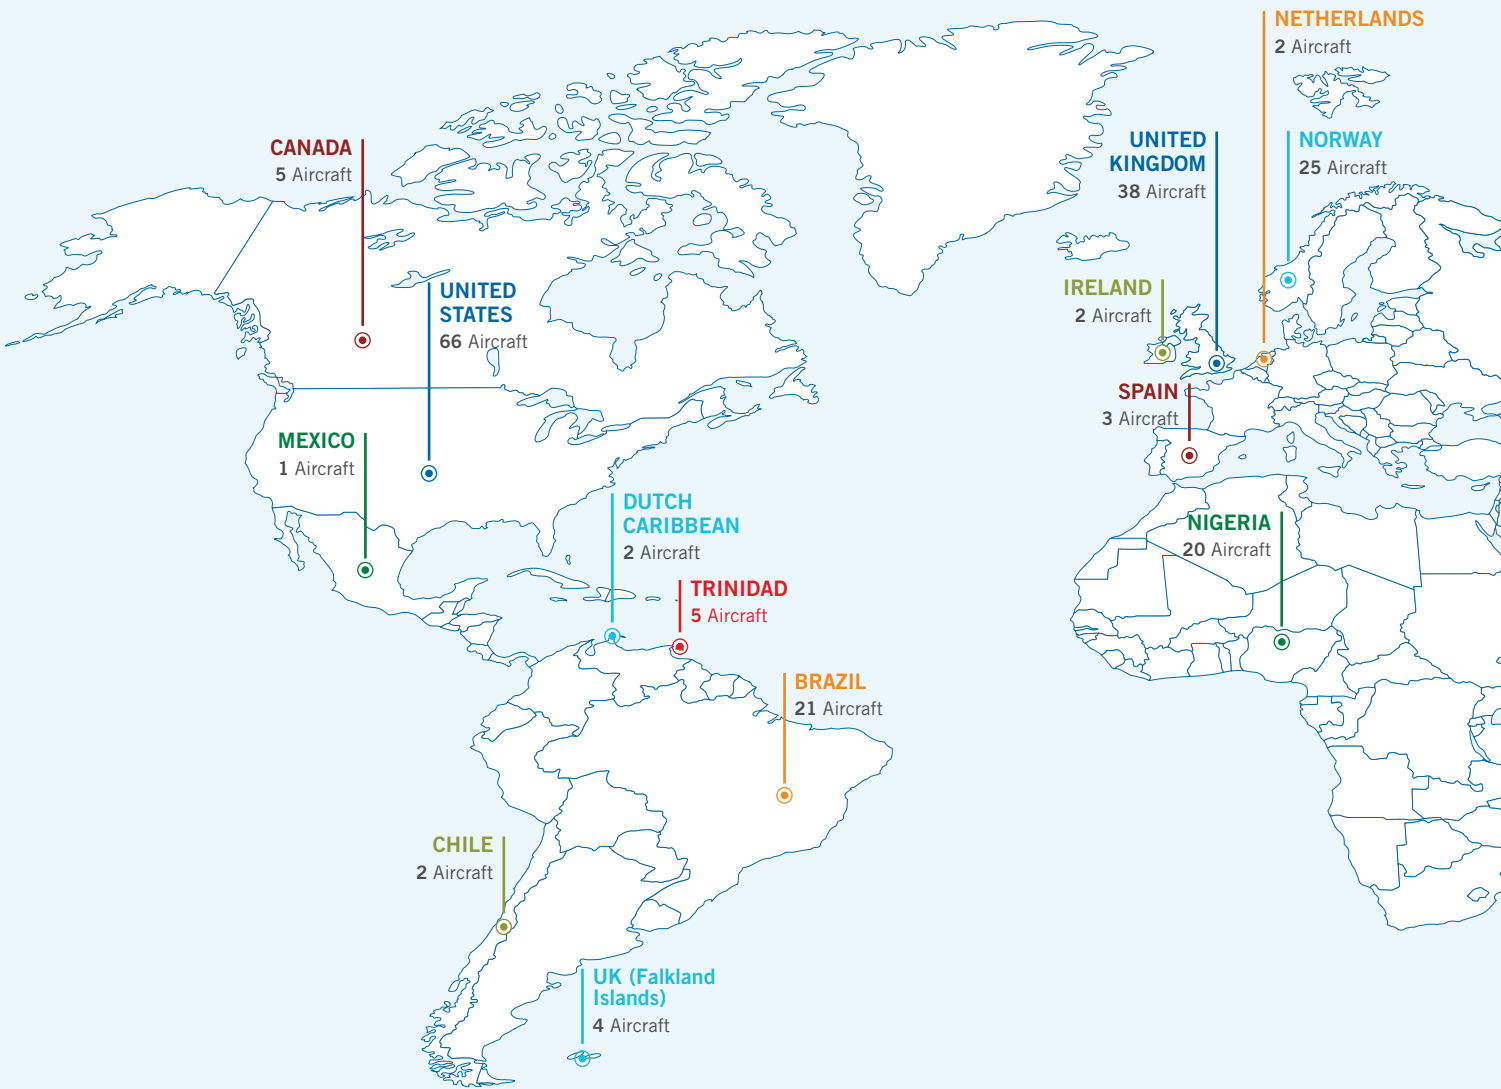 NETHERLANDS
2 Aircraft
CANADA
5 Aircraft
UNITED
KINGDOM
38 Aircraft
NORWAY
25 Aircraft
UNITED
STATES
66 Aircraft
IRELAND
2 Aircraft
SPAIN
3 Aircraft
MEXICO
1 Aircraft
DUTCH
CARIBBEAN
2 Aircraft
NIGERIA
20 Aircraft
TRINIDAD
5 Aircraft
BRAZIL
21 Aircraft
CHILE
2 Aircraft
UK (Falkland
Islands)
4 Aircraft